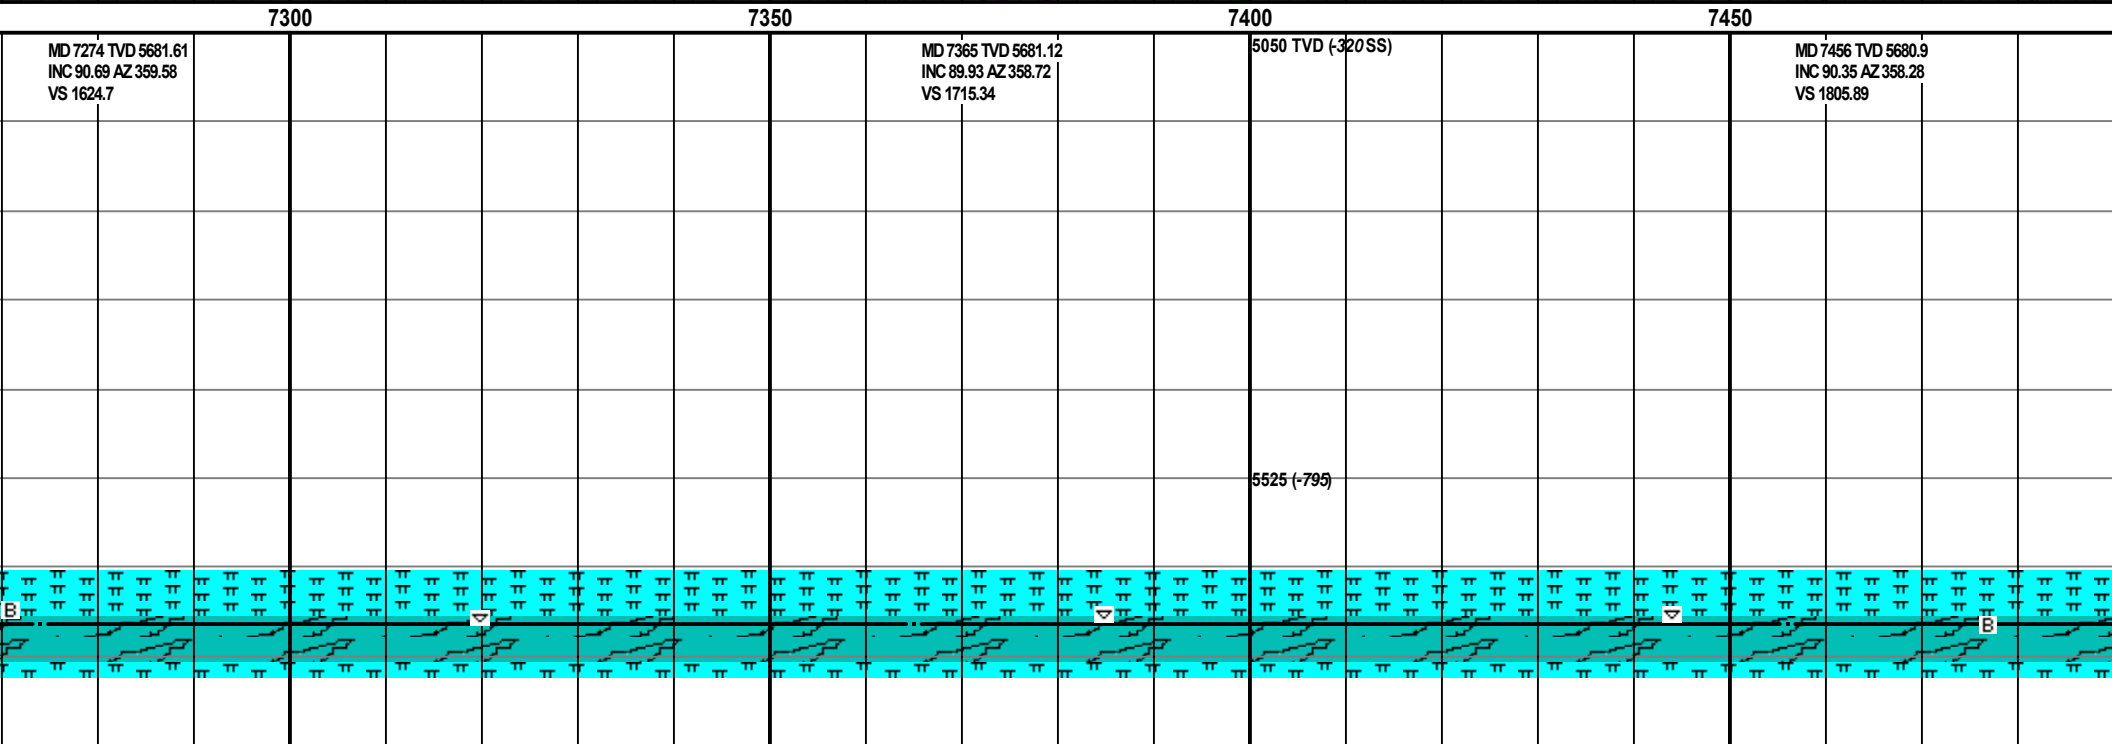 7300 7350 7400 7450
MD 7274 TVD 5681.61
INC 90.69 AZ 359.58
VS 1624.7
MD 7365 TVD 5681.12
INC 89.93 AZ 358.72
VS 1715.34
5050 TVD (-320 SS)
MD 7456 TVD 5680.9
INC 90.35 AZ 358.28
VS 1805.89
5525 (-795)
B
B